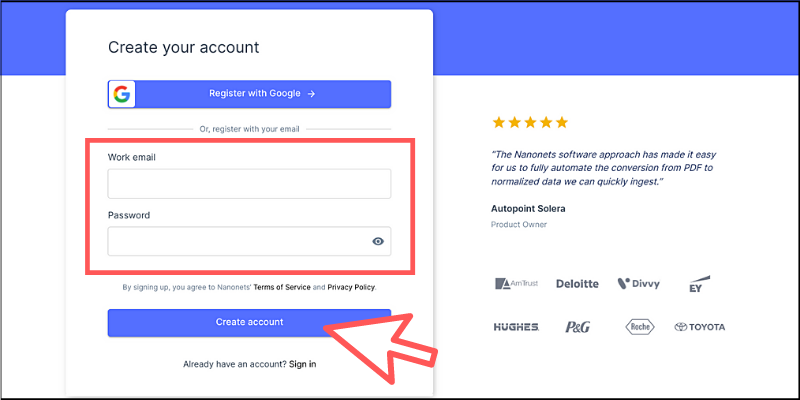 Create your account
Register with Google →
Or, register with your email
Work email
Password
By signing up, you agree to Nanonets' Terms of Service and Privacy Policy.
Create account
Already have an account? Sign in
"The Nanonets software approach has made it easy
for us to fully automate the conversion from PDF to
normalized data we can quickly ingest."
Autopoint Solera
Product Owner
AmTrust Deloitte Divvy EY
HUGHES. P&G Roche TOYOTA